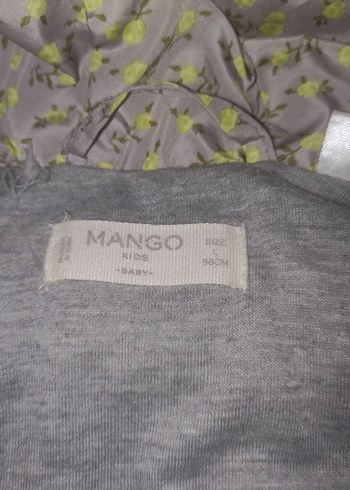 MANGO
KIDS
-BABY-
SIZE
L
98CM